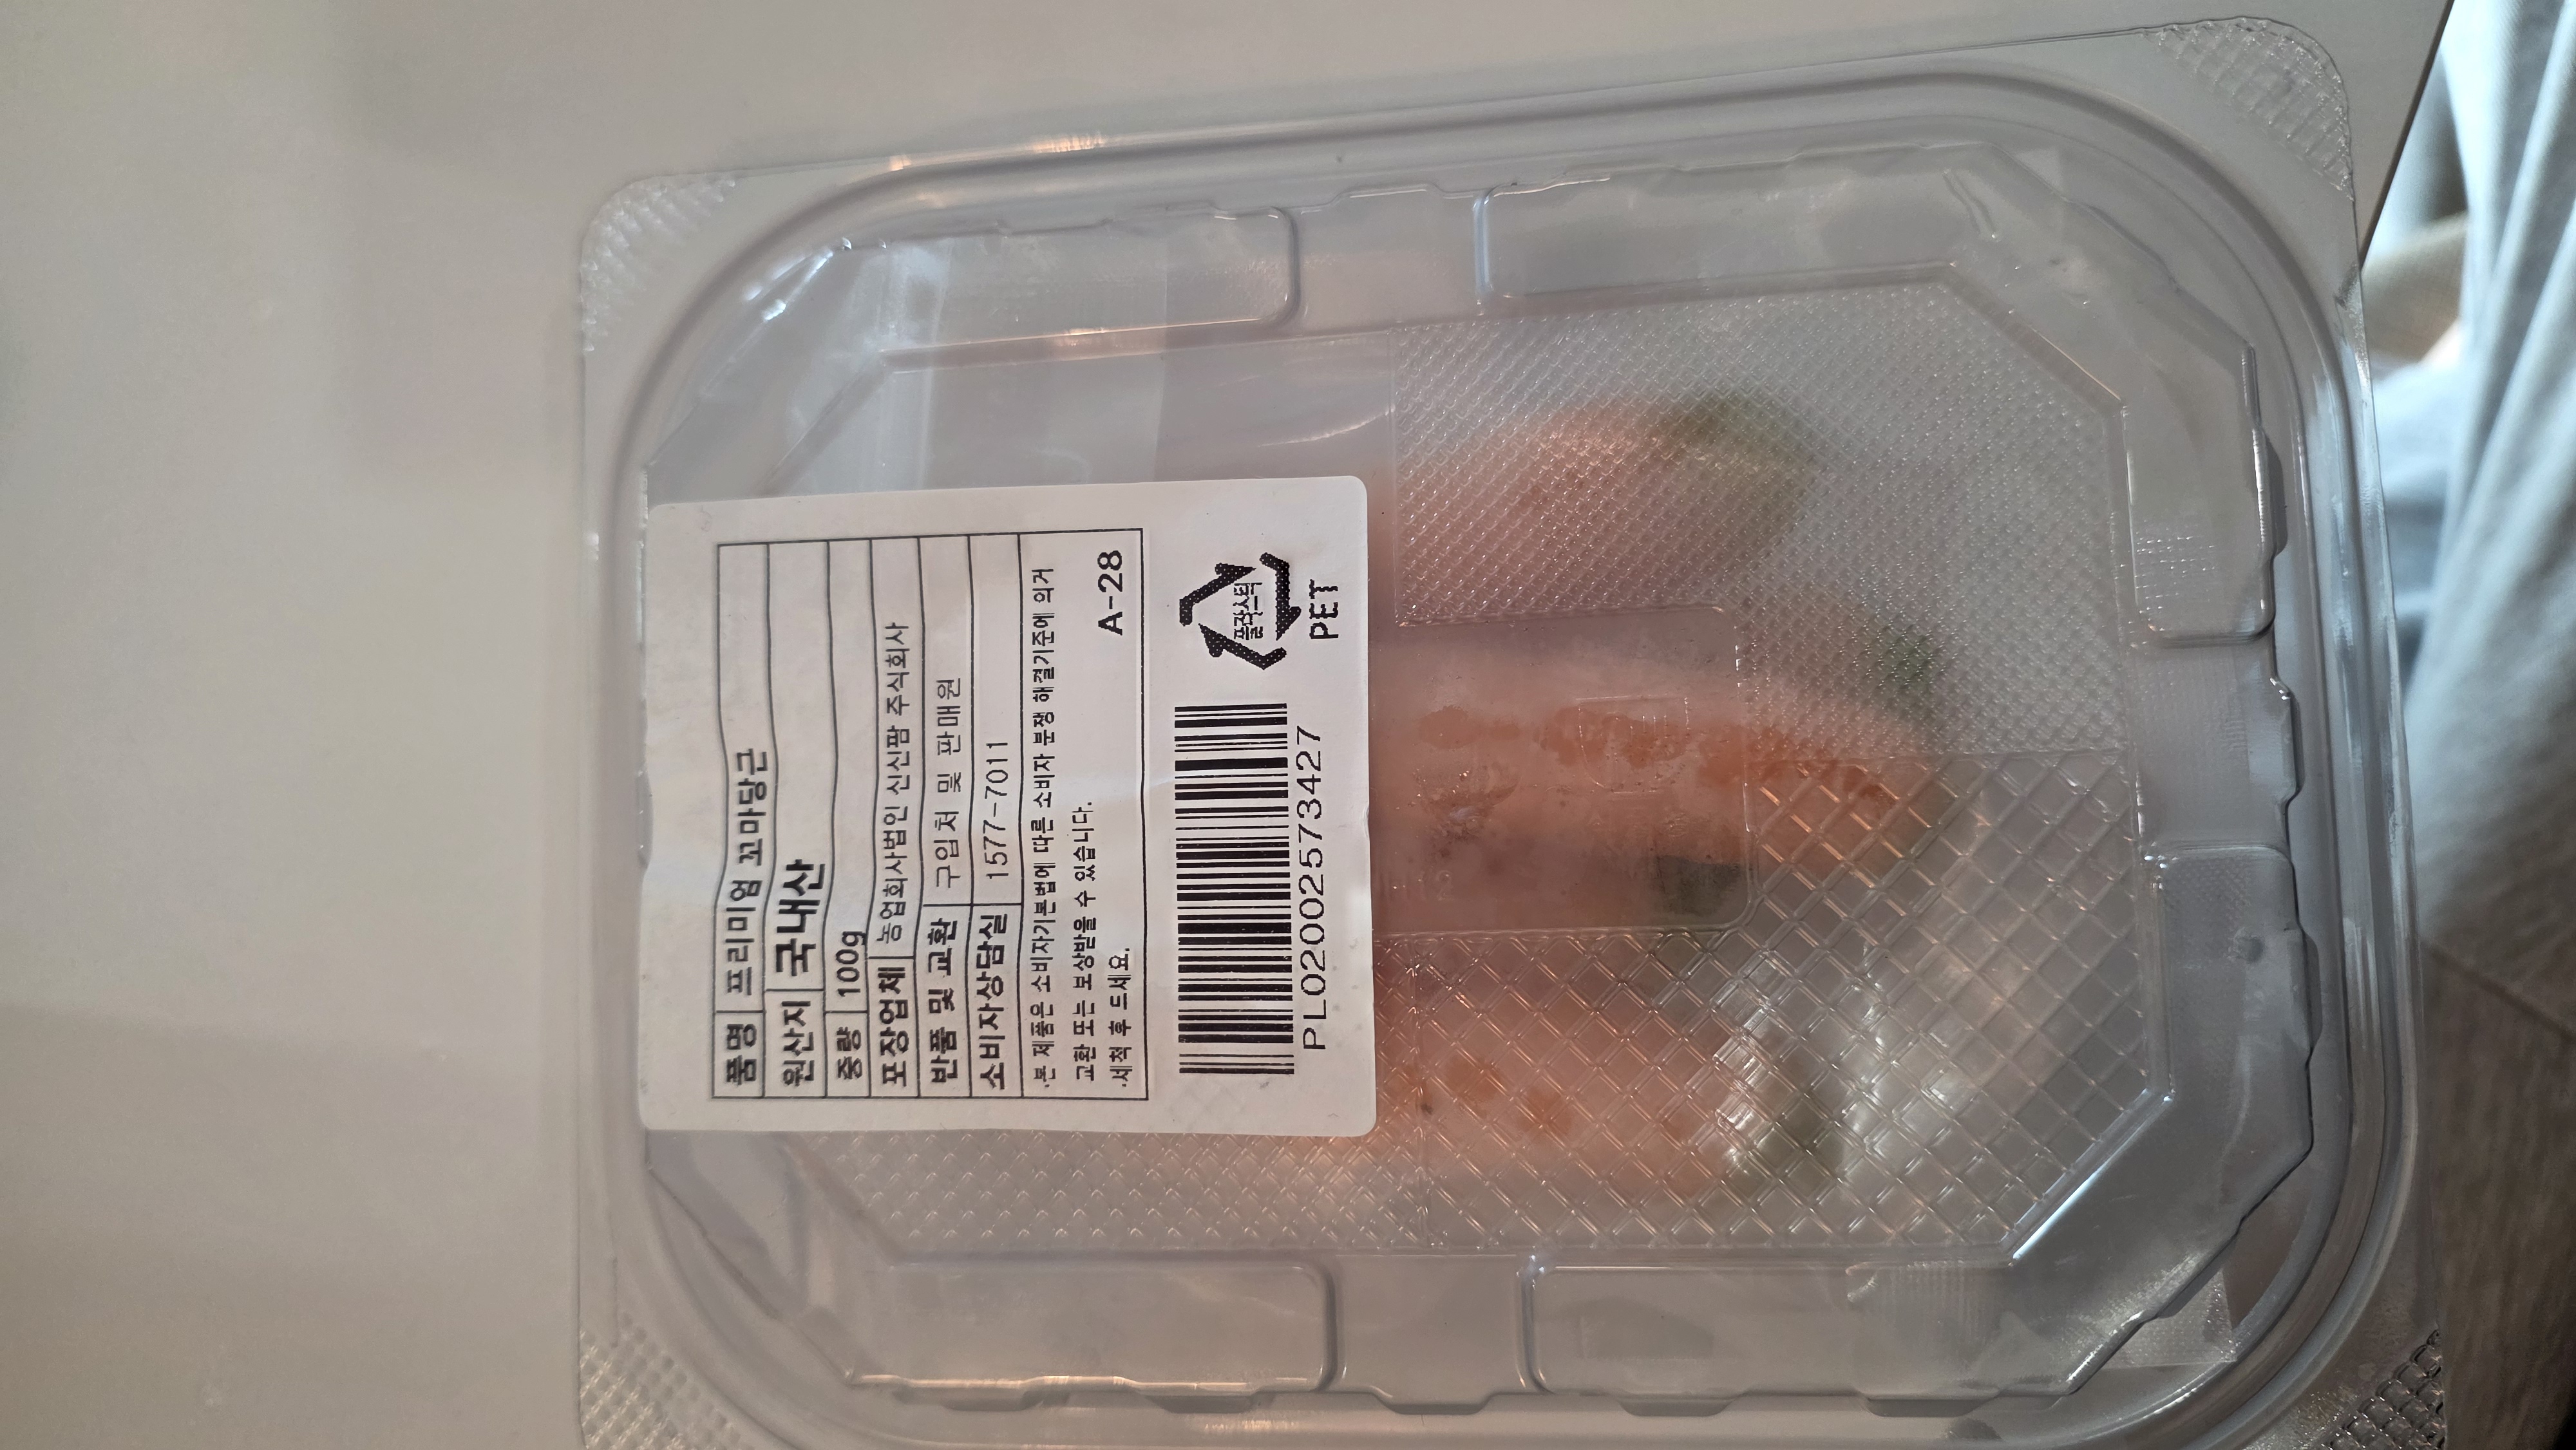 품명 프리미엄 꼬마당근
원산지 국내산
중량 100g
포장업체 농업회사법인 신신팜 주식회사
반품 및 교환 구입처 및 판매원
소비자상담실 1577-7011
.본 제품은 소비자기본법에 따른 소비자 분쟁 해결기준에 의거
교환 또는 보상받을 수 있습니다.
.세척 후 드세요. A-28
플라스틱
PET
PL02002573427